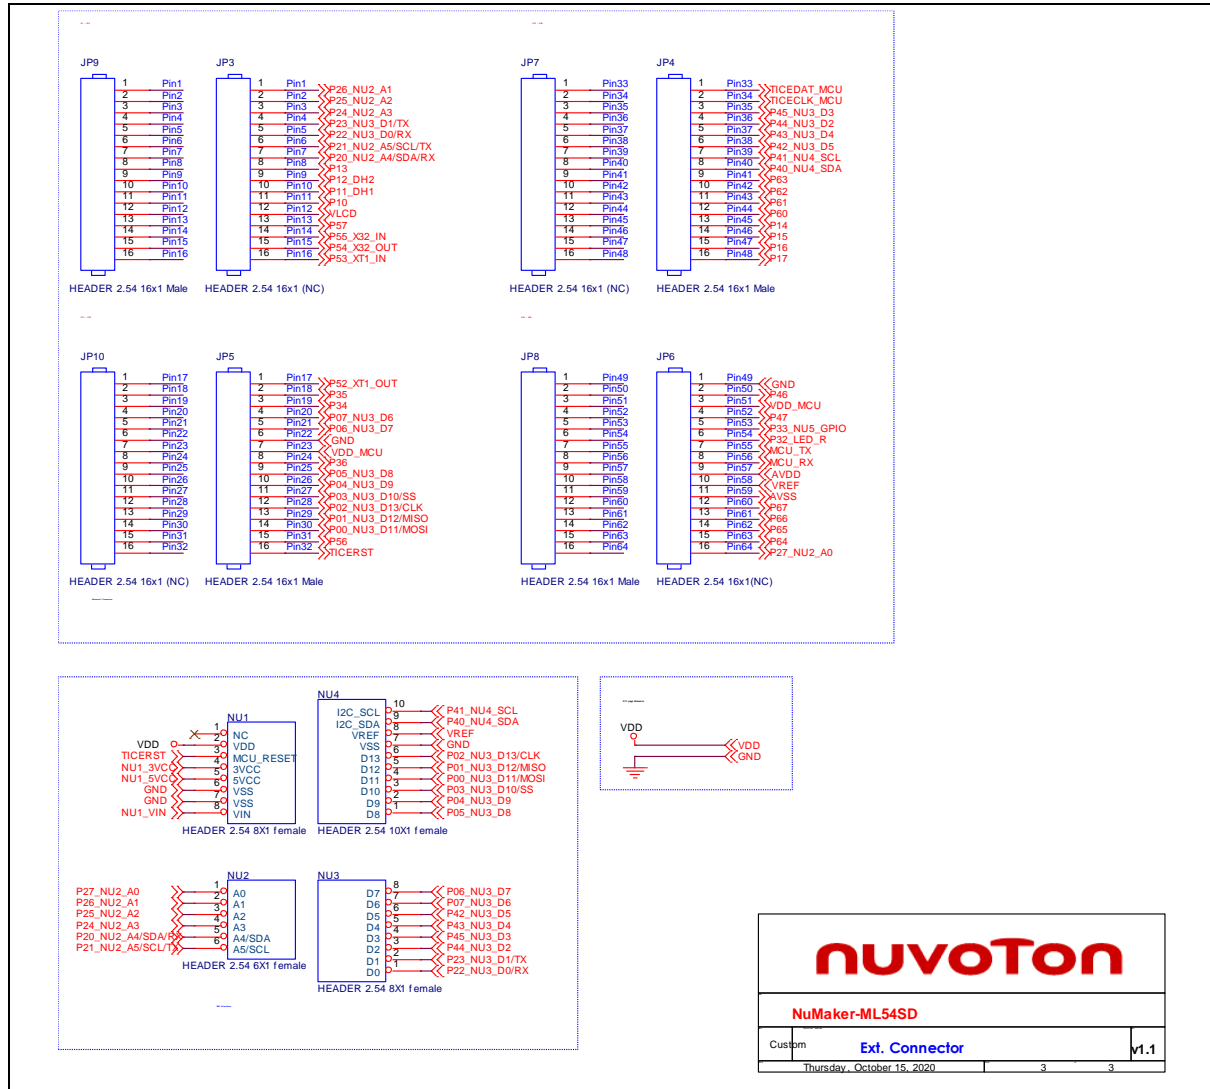 JP9
1 Pin1
2 Pin2
3 Pin3
4 Pin4
5 Pin5
6 Pin6
7 Pin7
8 Pin8
9 Pin9
10 Pin10
11 Pin11
12 Pin12
13 Pin13
14 Pin14
15 Pin15
16 Pin16
HEADER 2.54 16x1 Male
JP3
1 Pin1 P26_NU2_A1
2 Pin2 P25_NU2_A2
3 Pin3 P24_NU2_A3
4 Pin4 P23_NU3_D1/TX
5 Pin5 P22_NU3_D0/RX
6 Pin6 P21_NU2_A5/SCL/TX
7 Pin7 P20_NU2_A4/SDA/RX
8 Pin8 P13
9 Pin9 P12_DH2
10 Pin10 P11_DH1
11 Pin11 P10
12 Pin12 VLCD
13 Pin13 P57
14 Pin14 P55_X32_IN
15 Pin15 P54_X32_OUT
16 Pin16 P53_XT1_IN
HEADER 2.54 16x1 (NC)
JP7
1 Pin33
2 Pin34
3 Pin35
4 Pin36
5 Pin37
6 Pin38
7 Pin39
8 Pin40
9 Pin41
10 Pin42
11 Pin43
12 Pin44
13 Pin45
14 Pin46
15 Pin47
16 Pin48
HEADER 2.54 16x1 (NC)
JP4
1 Pin33 TICEDAT_MCU
2 Pin34 TICECLK_MCU
3 Pin35 P45_NU3_D3
4 Pin36 P44_NU3_D2
5 Pin37 P43_NU3_D4
6 Pin38 P42_NU3_D5
7 Pin39 P41_NU4_SCL
8 Pin40 P40_NU4_SDA
9 Pin41 P63
10 Pin42 P62
11 Pin43 P61
12 Pin44 P60
13 Pin45 P14
14 Pin46 P15
15 Pin47 P16
16 Pin48 P17
HEADER 2.54 16x1 Male
JP10
1 Pin17
2 Pin18
3 Pin19
4 Pin20
5 Pin21
6 Pin22
7 Pin23
8 Pin24
9 Pin25
10 Pin26
11 Pin27
12 Pin28
13 Pin29
14 Pin30
15 Pin31
16 Pin32
HEADER 2.54 16x1 (NC)
JP5
1 Pin17 P52_XT1_OUT
2 Pin18 P35
3 Pin19 P34
4 Pin20 P07_NU3_D6
5 Pin21 P06_NU3_D7
6 Pin22 GND
7 Pin23 VDD_MCU
8 Pin24 P36
9 Pin25 P05_NU3_D8
10 Pin26 P04_NU3_D9
11 Pin27 P03_NU3_D10/SS
12 Pin28 P02_NU3_D13/CLK
13 Pin29 P01_NU3_D12/MISO
14 Pin30 P00_NU3_D11/MOSI
15 Pin31 P56
16 Pin32 TICERST
HEADER 2.54 16x1 Male
JP8
1 Pin49
2 Pin50
3 Pin51
4 Pin52
5 Pin53
6 Pin54
7 Pin55
8 Pin56
9 Pin57
10 Pin58
11 Pin59
12 Pin60
13 Pin61
14 Pin62
15 Pin63
16 Pin64
HEADER 2.54 16x1 Male
JP6
1 Pin49 GND
2 Pin50 P46
3 Pin51 VDD_MCU
4 Pin52 P47
5 Pin53 P33_NU5_GPIO
6 Pin54 P32_LED_R
7 Pin55 MCU_TX
8 Pin56 MCU_RX
9 Pin57 AVDD
10 Pin58 VREF
11 Pin59 AVSS
12 Pin60 P67
13 Pin61 P66
14 Pin62 P65
15 Pin63 P64
16 Pin64 P27_NU2_A0
HEADER 2.54 16x1(NC)
NU1
1 NC
VDD 2 VDD
TICERST 3 MCU_RESET
NU1_3VCC 4 3VCC
NU1_5VCC 5 5VCC
GND 6 VSS
GND 7 VSS
NU1_VIN 8 VIN
HEADER 2.54 8X1 female
NU4
I2C_SCL 10 P41_NU4_SCL
I2C_SDA 9 P40_NU4_SDA
VREF 8 VREF
VSS 7 GND
D13 6 P02_NU3_D13/CLK
D12 5 P01_NU3_D12/MISO
D11 4 P00_NU3_D11/MOSI
D10 3 P03_NU3_D10/SS
D9 2 P04_NU3_D9
D8 1 P05_NU3_D8
HEADER 2.54 10X1 female
NU2
P27_NU2_A0 1 A0
P26_NU2_A1 2 A1
P25_NU2_A2 3 A2
P24_NU2_A3 4 A3
P20_NU2_A4/SDA/RX 5 A4/SDA
P21_NU2_A5/SCL/TX 6 A5/SCL
HEADER 2.54 6X1 female
NU3
D7 8 P06_NU3_D7
D6 7 P07_NU3_D6
D5 6 P42_NU3_D5
D4 5 P43_NU3_D4
D3 4 P45_NU3_D3
D2 3 P44_NU3_D2
D1 2 P23_NU3_D1/TX
D0 1 P22_NU3_D0/RX
HEADER 2.54 8X1 female
VDD
VDD
GND
nuvoTon
NuMaker-ML54SD
Custom Ext. Connector v1.1
Thursday, October 15, 2020 3 3